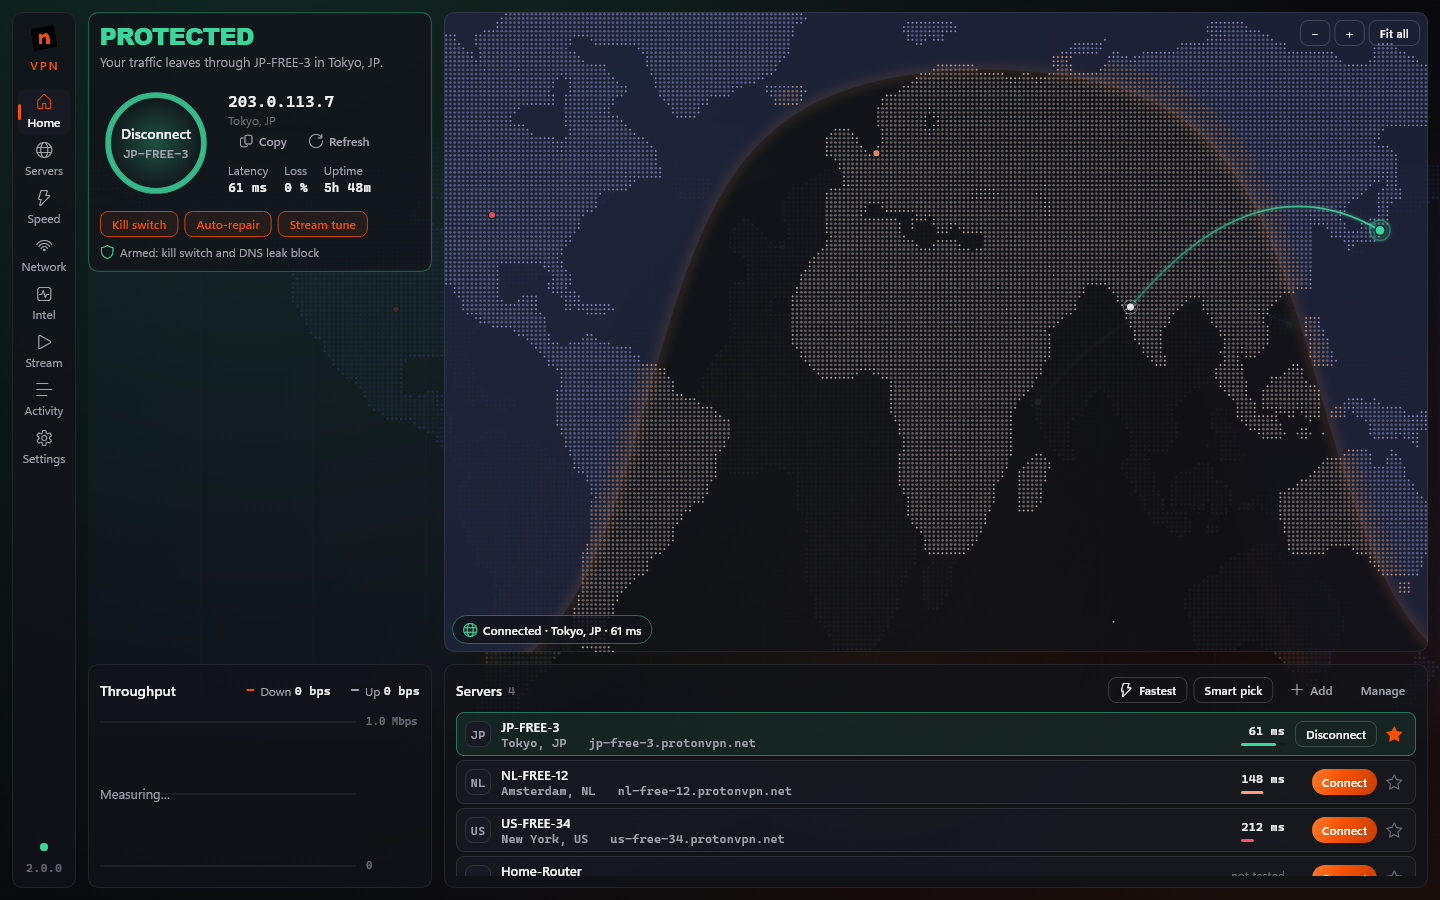 n
VPN
Home
Servers
Speed
Network
Intel
Stream
Activity
Settings
2.0.0
PROTECTED
Your traffic leaves through JP-FREE-3 in Tokyo, JP.
Disconnect
JP-FREE-3
203.0.113.7
Tokyo, JP
Copy Refresh
Latency Loss Uptime
61 ms 0 % 5h 48m
Kill switch Auto-repair Stream tune
Armed: kill switch and DNS leak block
− + Fit all
Connected · Tokyo, JP · 61 ms
Throughput Down 0 bps Up 0 bps
1.0 Mbps
Measuring...
0
Servers 4 Fastest Smart pick Add Manage
JP JP-FREE-3 61 ms Disconnect
Tokyo, JP jp-free-3.protonvpn.net
NL NL-FREE-12 148 ms Connect
Amsterdam, NL nl-free-12.protonvpn.net
US US-FREE-34 212 ms Connect
New York, US us-free-34.protonvpn.net
Home-Router not tested